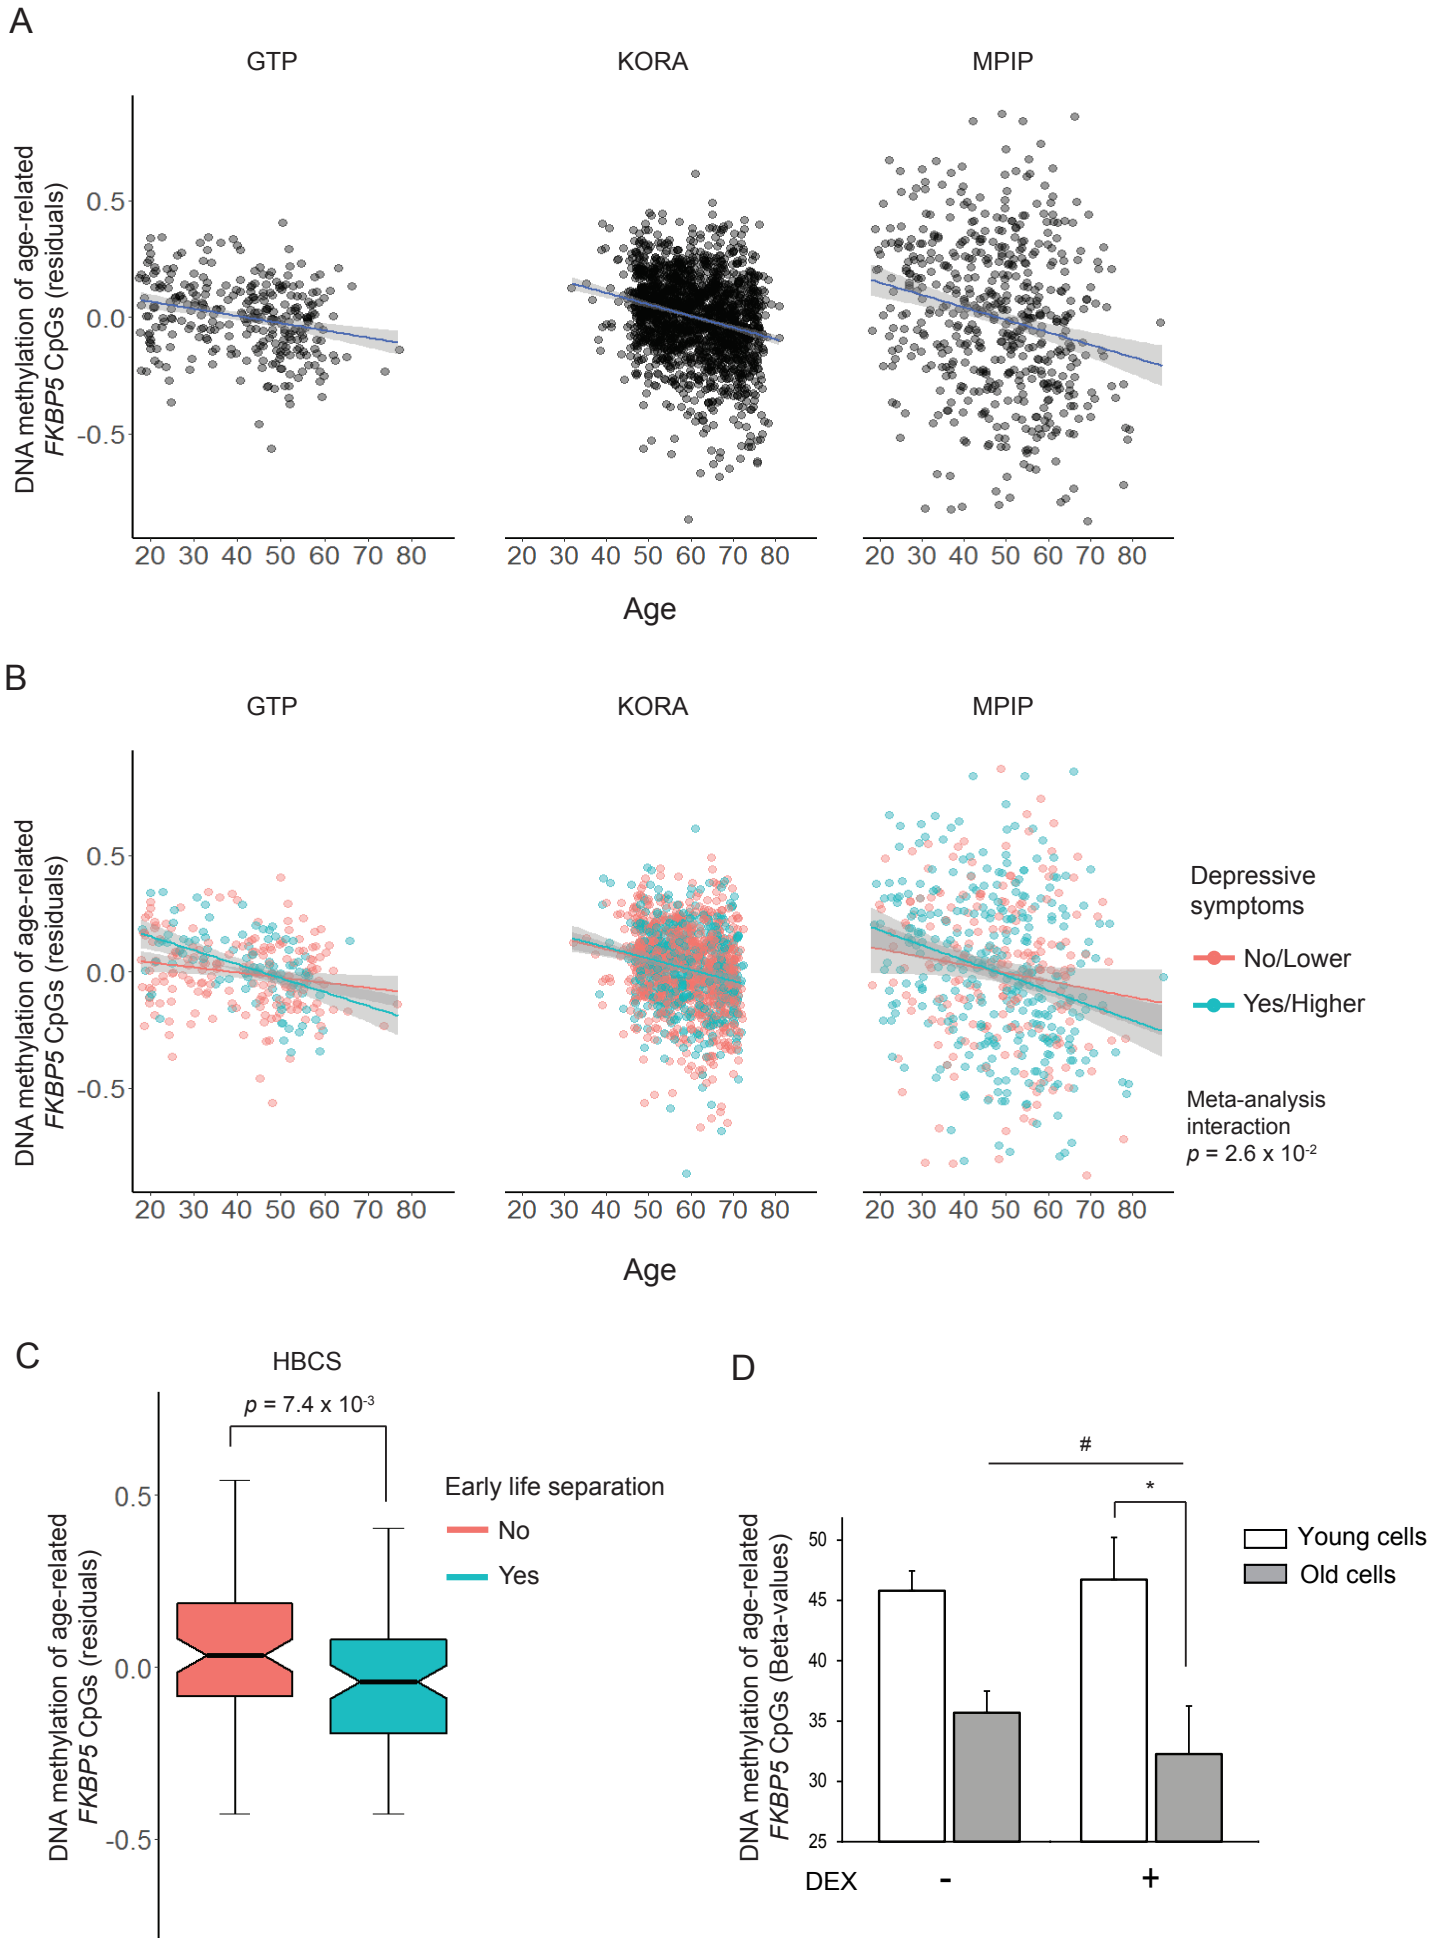 A
GTP
KORA
MPIP
DNA methylation of age-related
FKBP5 CpGs (residuals)
0.5
0.0
-0.5
20 30 40 50 60 70 80
20 30 40 50 60 70 80
20 30 40 50 60 70 80
Age
B
GTP
KORA
MPIP
DNA methylation of age-related
FKBP5 CpGs (residuals)
0.5
0.0
-0.5
20 30 40 50 60 70 80
20 30 40 50 60 70 80
20 30 40 50 60 70 80
Age
Depressive
symptoms
No/Lower
Yes/Higher
Meta-analysis
interaction
p = 2.6 x 10⁻²
C
HBCS
p = 7.4 x 10⁻³
DNA methylation of age-related
FKBP5 CpGs (residuals)
0.5
0.0
-0.5
Early life separation
No
Yes
D
#
*
DNA methylation of age-related
FKBP5 CpGs (Beta-values)
50
45
40
35
30
25
DEX - +
Young cells
Old cells